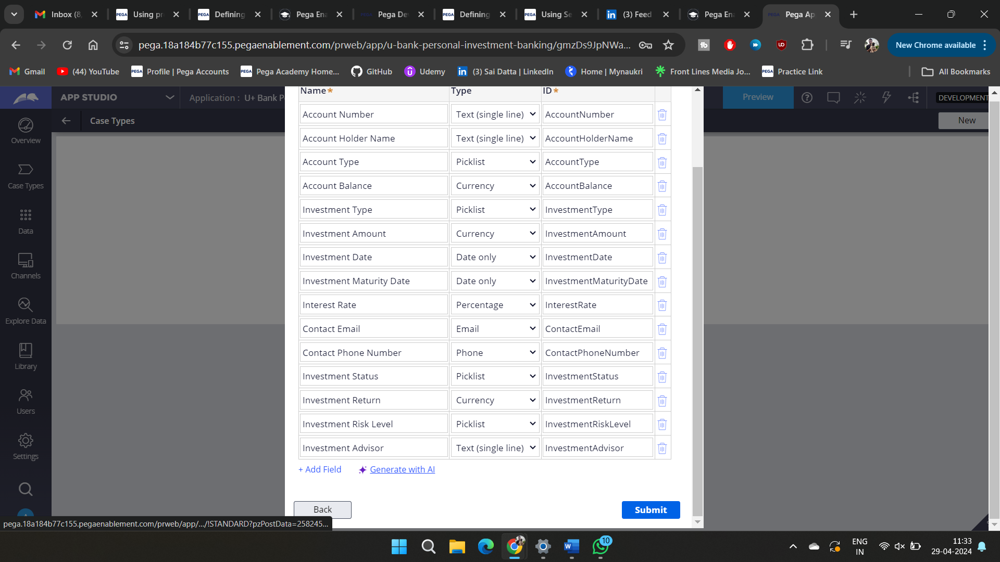 Inbox (8,
Using pr
Defining
Pega Ena
Pega De
Defining
Using Se
(3) Feed
Pega Ena
Pega Ap
pega.18a184b77c155.pegaenablement.com/prweb/app/u-bank-personal-investment-banking/gmzDs9JpNWa...
New Chrome available
Gmail
(44) YouTube
Profile | Pega Accounts
Pega Academy Home...
GitHub
Udemy
(3) Sai Datta | LinkedIn
Home | Mynaukri
Front Lines Media Jo...
Practice Link
All Bookmarks
APP STUDIO
Application : U+ Bank P
Preview
DEVELOPMENT
Case Types
New
Overview
Case Types
Data
Channels
Explore Data
Library
Users
Settings
Name* Type ID*
Account Number Text (single line) AccountNumber
Account Holder Name Text (single line) AccountHolderName
Account Type Picklist AccountType
Account Balance Currency AccountBalance
Investment Type Picklist InvestmentType
Investment Amount Currency InvestmentAmount
Investment Date Date only InvestmentDate
Investment Maturity Date Date only InvestmentMaturityDate
Interest Rate Percentage InterestRate
Contact Email Email ContactEmail
Contact Phone Number Phone ContactPhoneNumber
Investment Status Picklist InvestmentStatus
Investment Return Currency InvestmentReturn
Investment Risk Level Picklist InvestmentRiskLevel
Investment Advisor Text (single line) InvestmentAdvisor
+ Add Field Generate with AI
Back Submit
pega.18a184b77c155.pegaenablement.com/prweb/app/.../!STANDARD?pzPostData=258245...
10
ENG
IN
11:33
29-04-2024